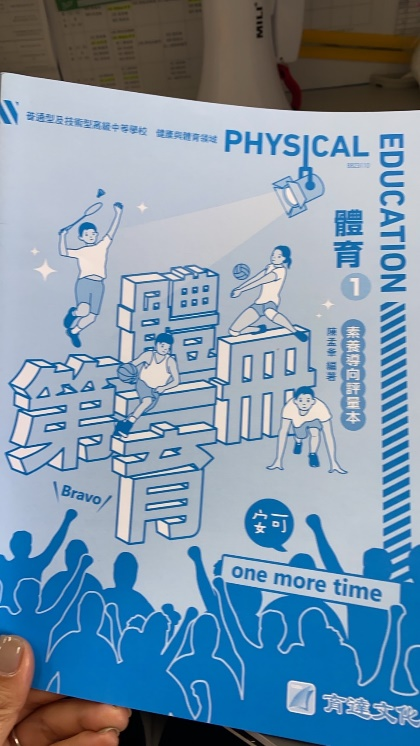 普通型及技術型高級中等學校 健康與體育領域
PHYSICAL
EDUCATION
體育1
素養導向評量本
陳孟奉 編著
體育
第一冊
Bravo
安可
one more time
育達文化
MILI